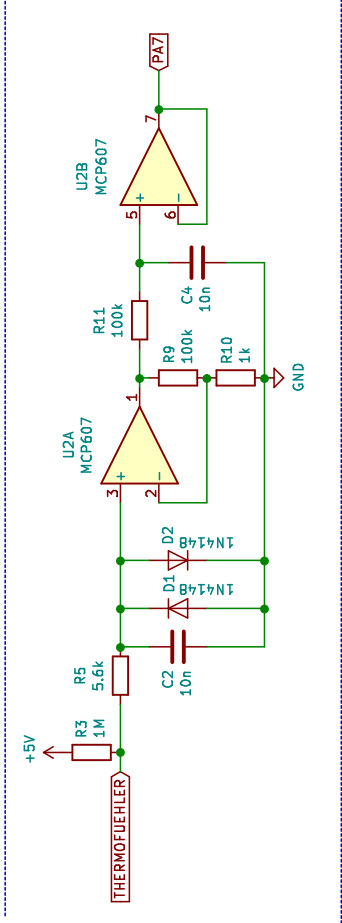 PA7
7
U2B
MCP607
+
-
5
6
C4
10n
R11
100k
R9
100k
R10
1k
GND
1
U2A
MCP607
+
-
3
2
D2
1N4148
D1
1N4148
C2
10n
R5
5.6k
R3
1M
+5V
THERMOFUEHLER